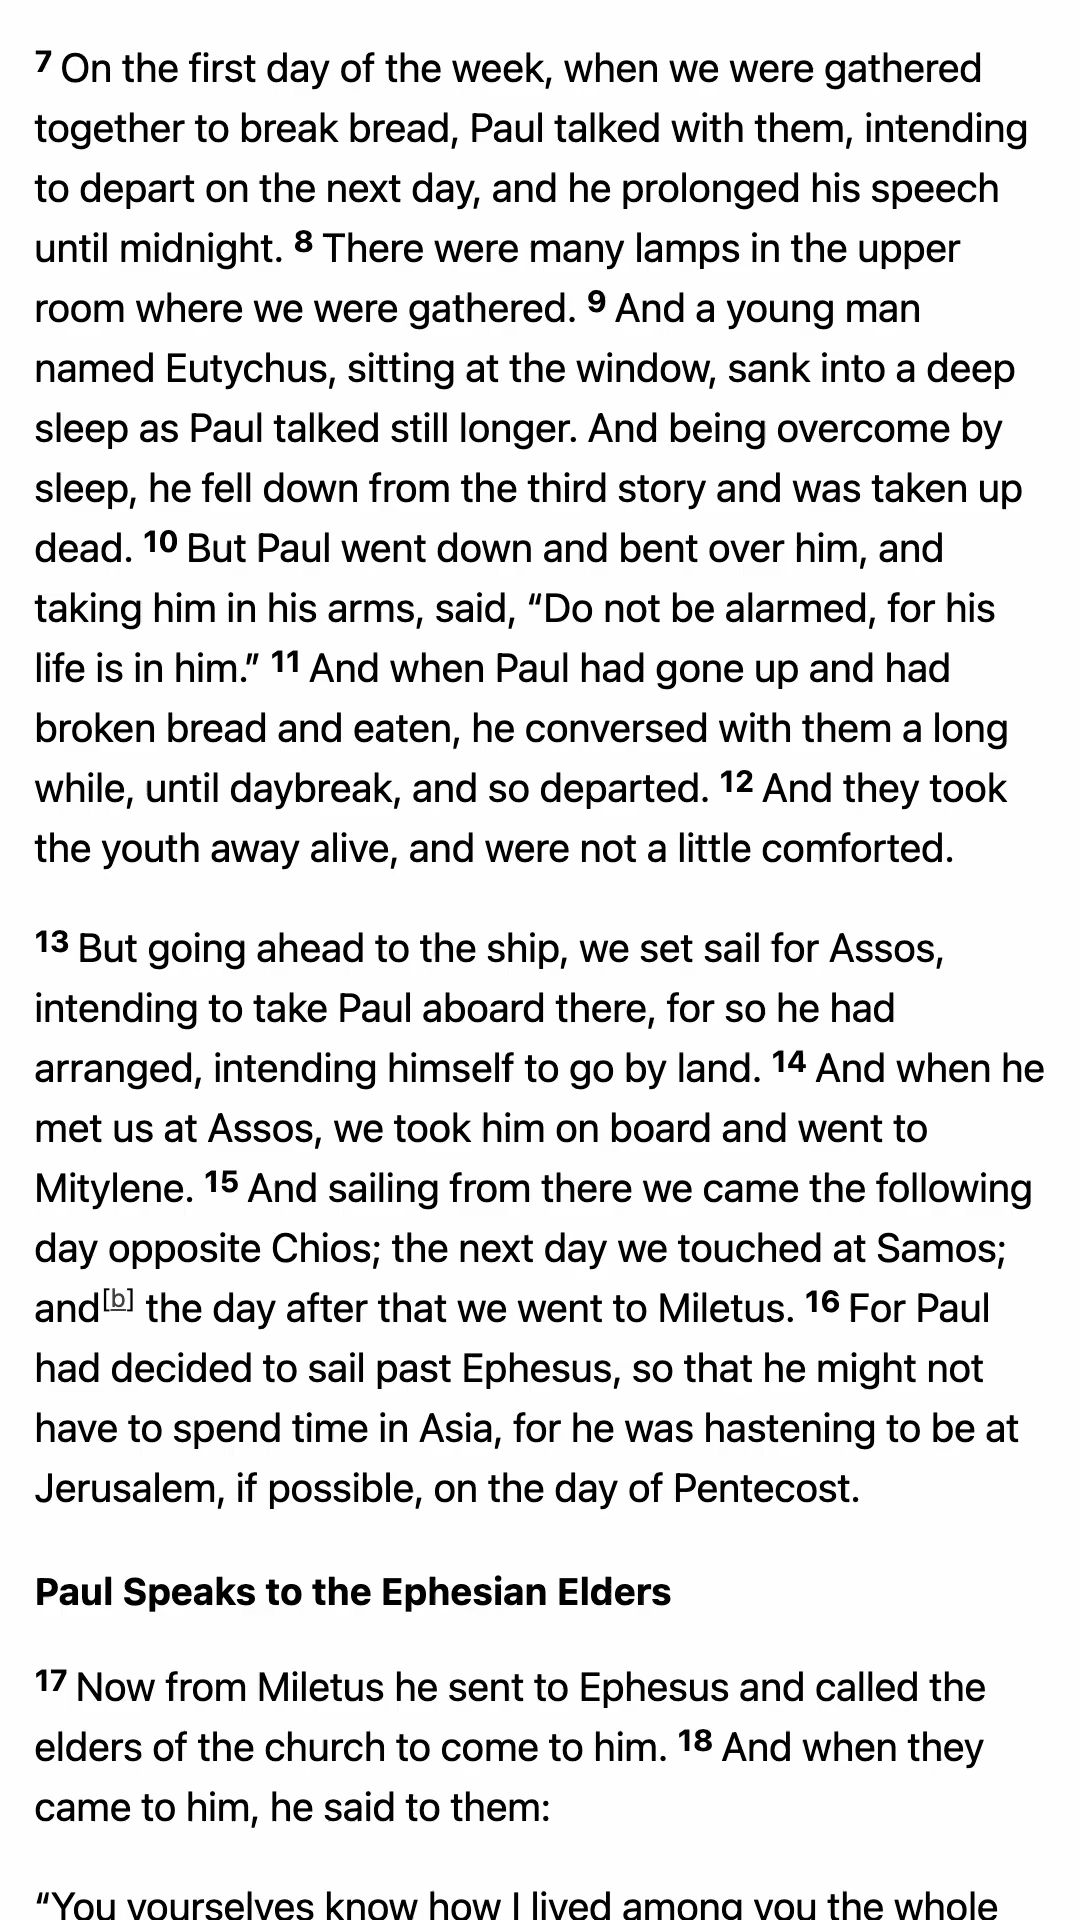 7 On the first day of the week, when we were gathered
together to break bread, Paul talked with them, intending
to depart on the next day, and he prolonged his speech
until midnight. 8 There were many lamps in the upper
room where we were gathered. 9 And a young man
named Eutychus, sitting at the window, sank into a deep
sleep as Paul talked still longer. And being overcome by
sleep, he fell down from the third story and was taken up
dead. 10 But Paul went down and bent over him, and
taking him in his arms, said, “Do not be alarmed, for his
life is in him.” 11 And when Paul had gone up and had
broken bread and eaten, he conversed with them a long
while, until daybreak, and so departed. 12 And they took
the youth away alive, and were not a little comforted.
13 But going ahead to the ship, we set sail for Assos,
intending to take Paul aboard there, for so he had
arranged, intending himself to go by land. 14 And when he
met us at Assos, we took him on board and went to
Mitylene. 15 And sailing from there we came the following
day opposite Chios; the next day we touched at Samos;
and[b] the day after that we went to Miletus. 16 For Paul
had decided to sail past Ephesus, so that he might not
have to spend time in Asia, for he was hastening to be at
Jerusalem, if possible, on the day of Pentecost.
Paul Speaks to the Ephesian Elders
17 Now from Miletus he sent to Ephesus and called the
elders of the church to come to him. 18 And when they
came to him, he said to them:
“You yourselves know how I lived among you the whole